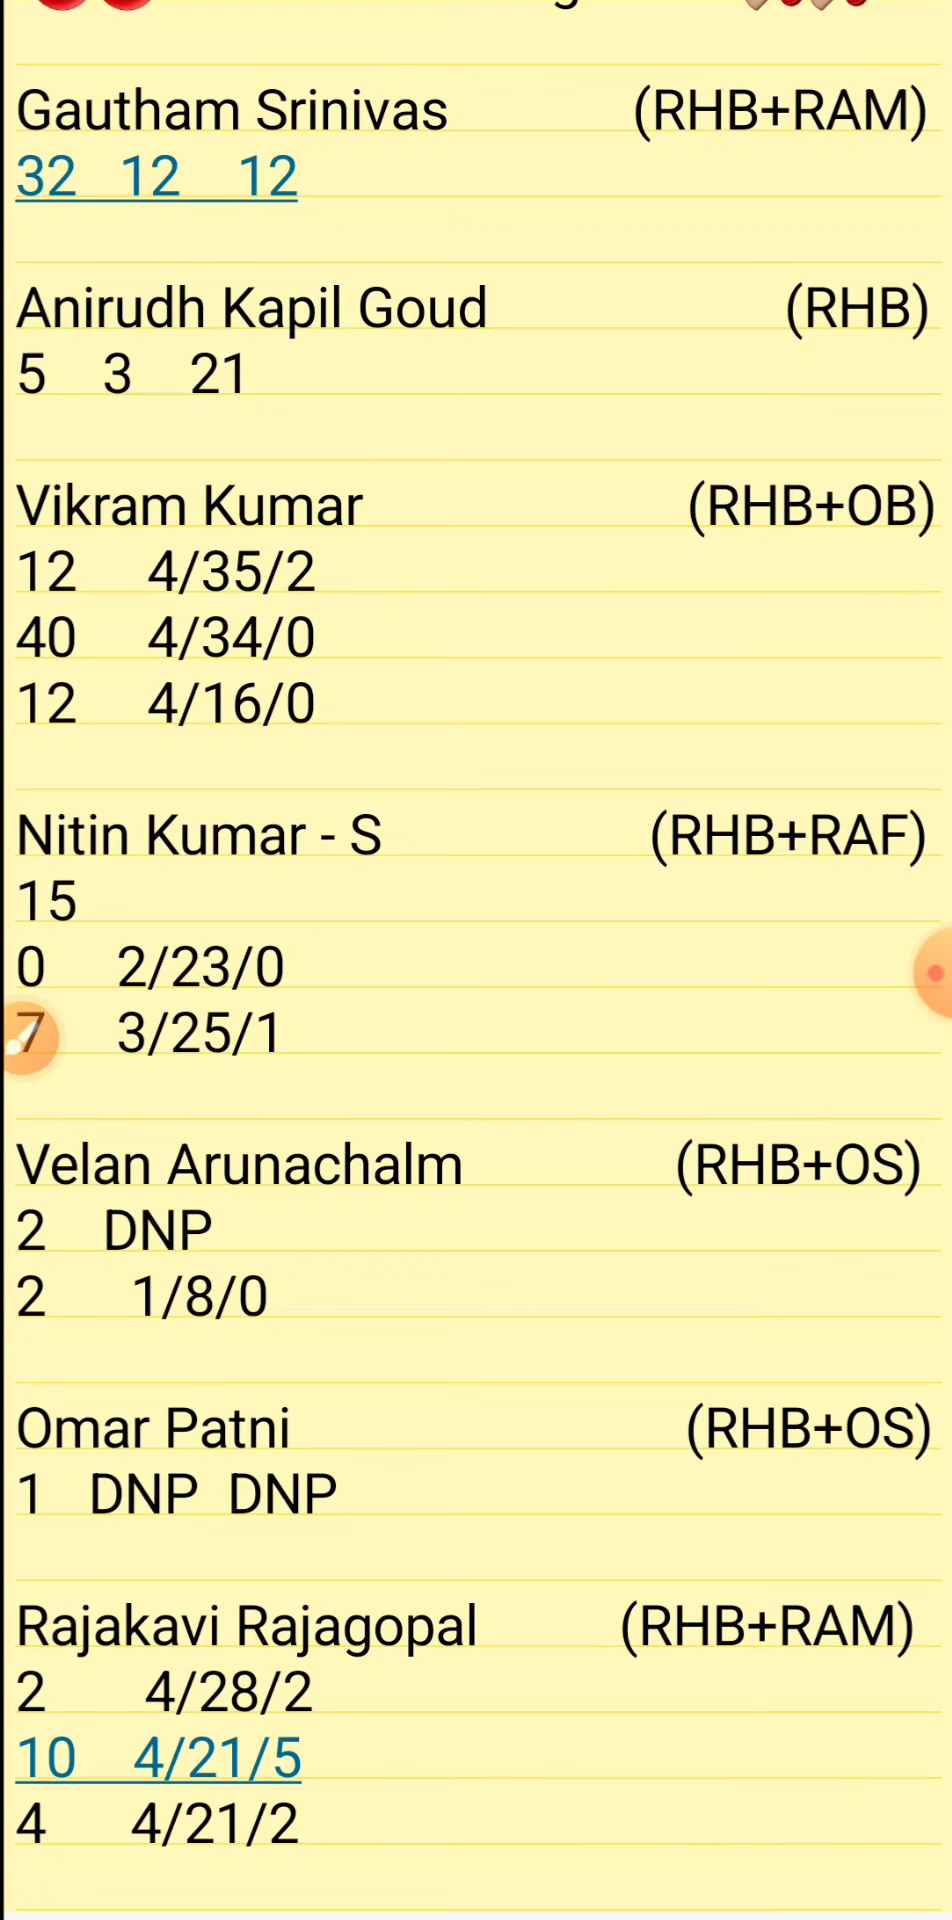 Gautham Srinivas (RHB+RAM)
32 12 12
Anirudh Kapil Goud (RHB)
5 3 21
Vikram Kumar (RHB+OB)
12 4/35/2
40 4/34/0
12 4/16/0
Nitin Kumar - S (RHB+RAF)
15
0 2/23/0
7 3/25/1
Velan Arunachalm (RHB+OS)
2 DNP
2 1/8/0
Omar Patni (RHB+OS)
1 DNP DNP
Rajakavi Rajagopal (RHB+RAM)
2 4/28/2
10 4/21/5
4 4/21/2